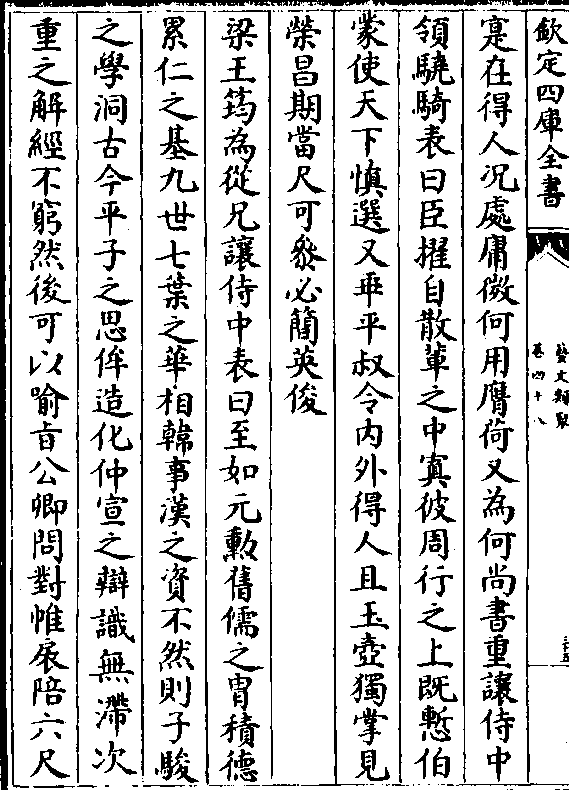 欽定四庫全書
藝文類聚
卷四十八
寔在得人況處庸微何用膺荷又為何尚書重讓侍中
領驍騎表曰臣擢自散輩之中寘彼周行之上既慙伯
蒙使天下慎選又乖平叔令内外得人且玉壺獨掌見
榮昌期當尺可參必簡英俊
梁王筠為從兄讓侍中表曰至如元勲舊儒之胄積德
累仁之基九世七葉之華相韓事漢之資不然則子駿
之學洞古今平子之思侔造化仲宣之辯識無滯次
重之解經不窮然後可以喻㫖公卿問對帷扆陪六尺